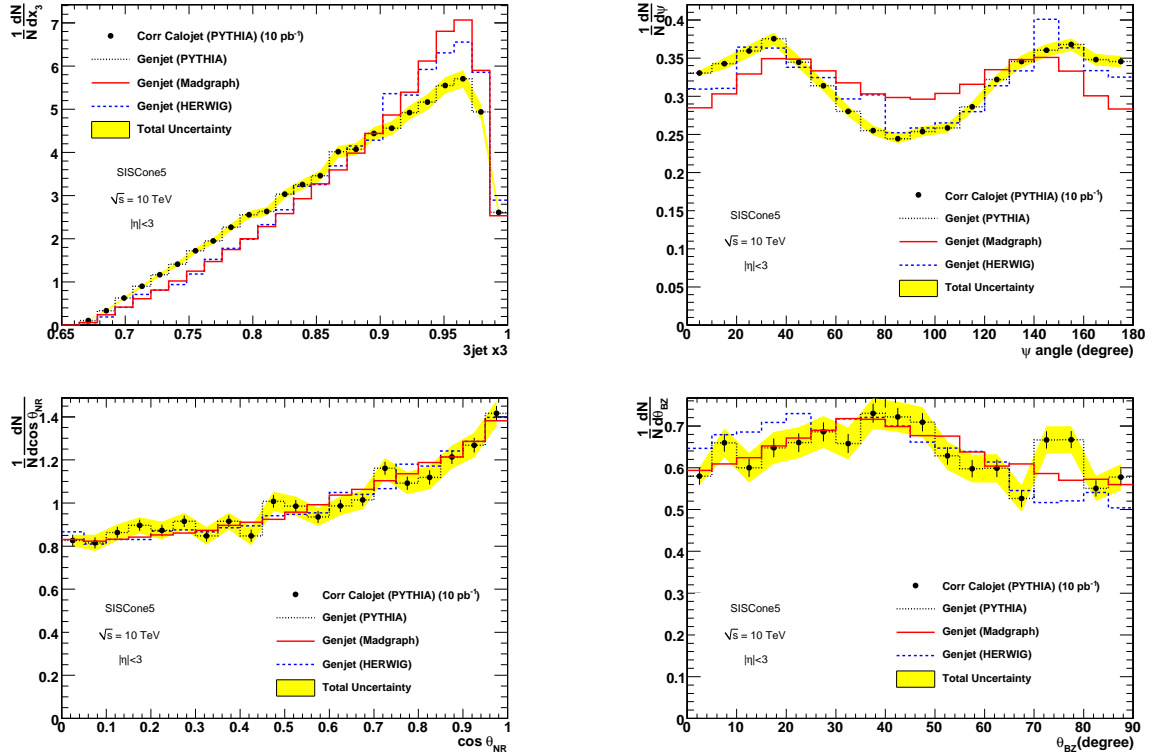 1/N dN/dx₃
7
6
5
4
3
2
1
0
Corr Calojet (PYTHIA) (10 pb⁻¹)
Genjet (PYTHIA)
Genjet (Madgraph)
Genjet (HERWIG)
Total Uncertainty
SISCone5
√s = 10 TeV
|η|<3
0.65 0.7 0.75 0.8 0.85 0.9 0.95 1
3jet x3
1/N dN/dψ
0.4
0.35
0.3
0.25
0.2
0.15
0.1
0.05
0
SISCone5
√s = 10 TeV
|η|<3
Corr Calojet (PYTHIA) (10 pb⁻¹)
Genjet (PYTHIA)
Genjet (Madgraph)
Genjet (HERWIG)
Total Uncertainty
0 20 40 60 80 100 120 140 160 180
ψ angle (degree)
1/N dN/dcos θ_NR
1.4
1.2
1
0.8
0.6
0.4
0.2
0
SISCone5
√s = 10 TeV
|η|<3
Corr Calojet (PYTHIA) (10 pb⁻¹)
Genjet (PYTHIA)
Genjet (Madgraph)
Genjet (HERWIG)
Total Uncertainty
0 0.1 0.2 0.3 0.4 0.5 0.6 0.7 0.8 0.9 1
cos θ_NR
1/N dN/dθ_BZ
0.7
0.6
0.5
0.4
0.3
0.2
0.1
0
SISCone5
√s = 10 TeV
|η|<3
Corr Calojet (PYTHIA) (10 pb⁻¹)
Genjet (PYTHIA)
Genjet (Madgraph)
Genjet (HERWIG)
Total Uncertainty
0 10 20 30 40 50 60 70 80 90
θ_BZ(degree)